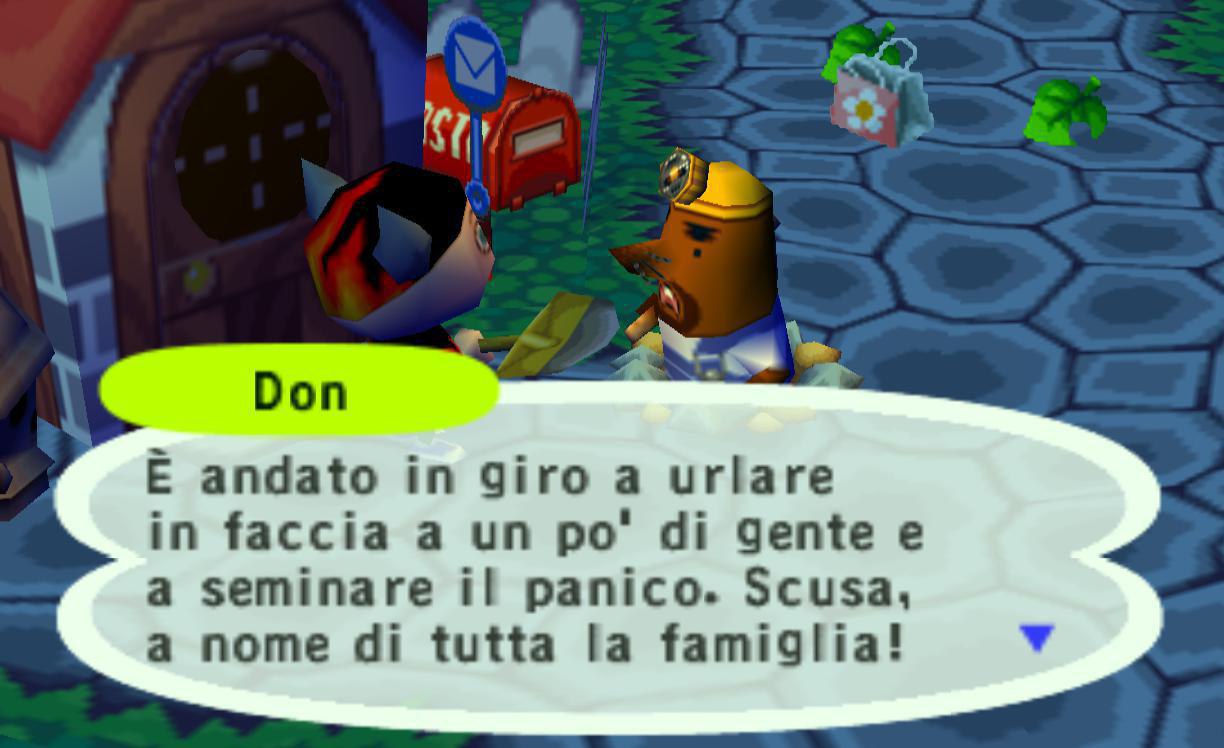 OSTA
Don
È andato in giro a urlare
in faccia a un po' di gente e
a seminare il panico. Scusa,
a nome di tutta la famiglia!